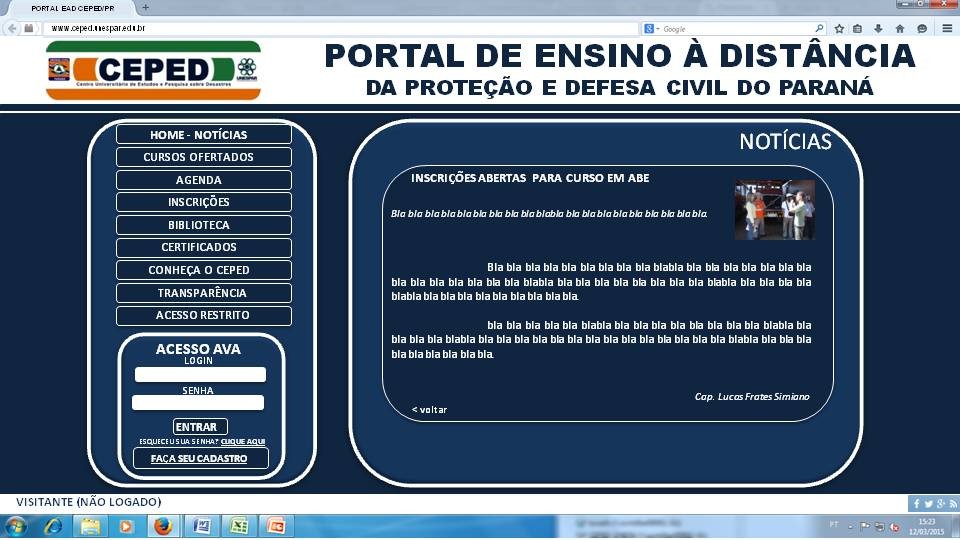 PORTAL EAD CEPED/PR
www.ceped.unespar.edu.br
Google
CEPED
UNESPAR
Centro Universitário de Estudos e Pesquisa sobre Desastres
PORTAL DE ENSINO À DISTÂNCIA
DA PROTEÇÃO E DEFESA CIVIL DO PARANÁ
HOME - NOTÍCIAS
CURSOS OFERTADOS
AGENDA
INSCRIÇÕES
BIBLIOTECA
CERTIFICADOS
CONHEÇA O CEPED
TRANSPARÊNCIA
ACESSO RESTRITO
ACESSO AVA
LOGIN
SENHA
ENTRAR
ESQUECEU SUA SENHA? CLIQUE AQUI
FAÇA SEU CADASTRO
NOTÍCIAS
INSCRIÇÕES ABERTAS PARA CURSO EM ABE
Bla bla bla bla bla bla bla bla bla blabla bla bla bla bla bla bla bla bla bla.
Bla bla bla bla bla bla bla bla bla blabla bla bla bla bla bla bla bla bla
bla bla bla bla bla bla bla blabla bla bla bla bla bla bla bla bla blabla bla bla bla bla bla
blabla bla bla bla bla bla bla bla bla bla.
bla bla bla bla bla blabla bla bla bla bla bla bla bla bla bla blabla bla
bla bla bla blabla bla bla bla bla bla bla bla bla bla bla bla bla bla blabla bla bla bla bla
bla bla bla bla bla bla.
Cap. Lucas Frates Simiano
< voltar
VISITANTE (NÃO LOGADO)
PT
15:23
12/03/2015